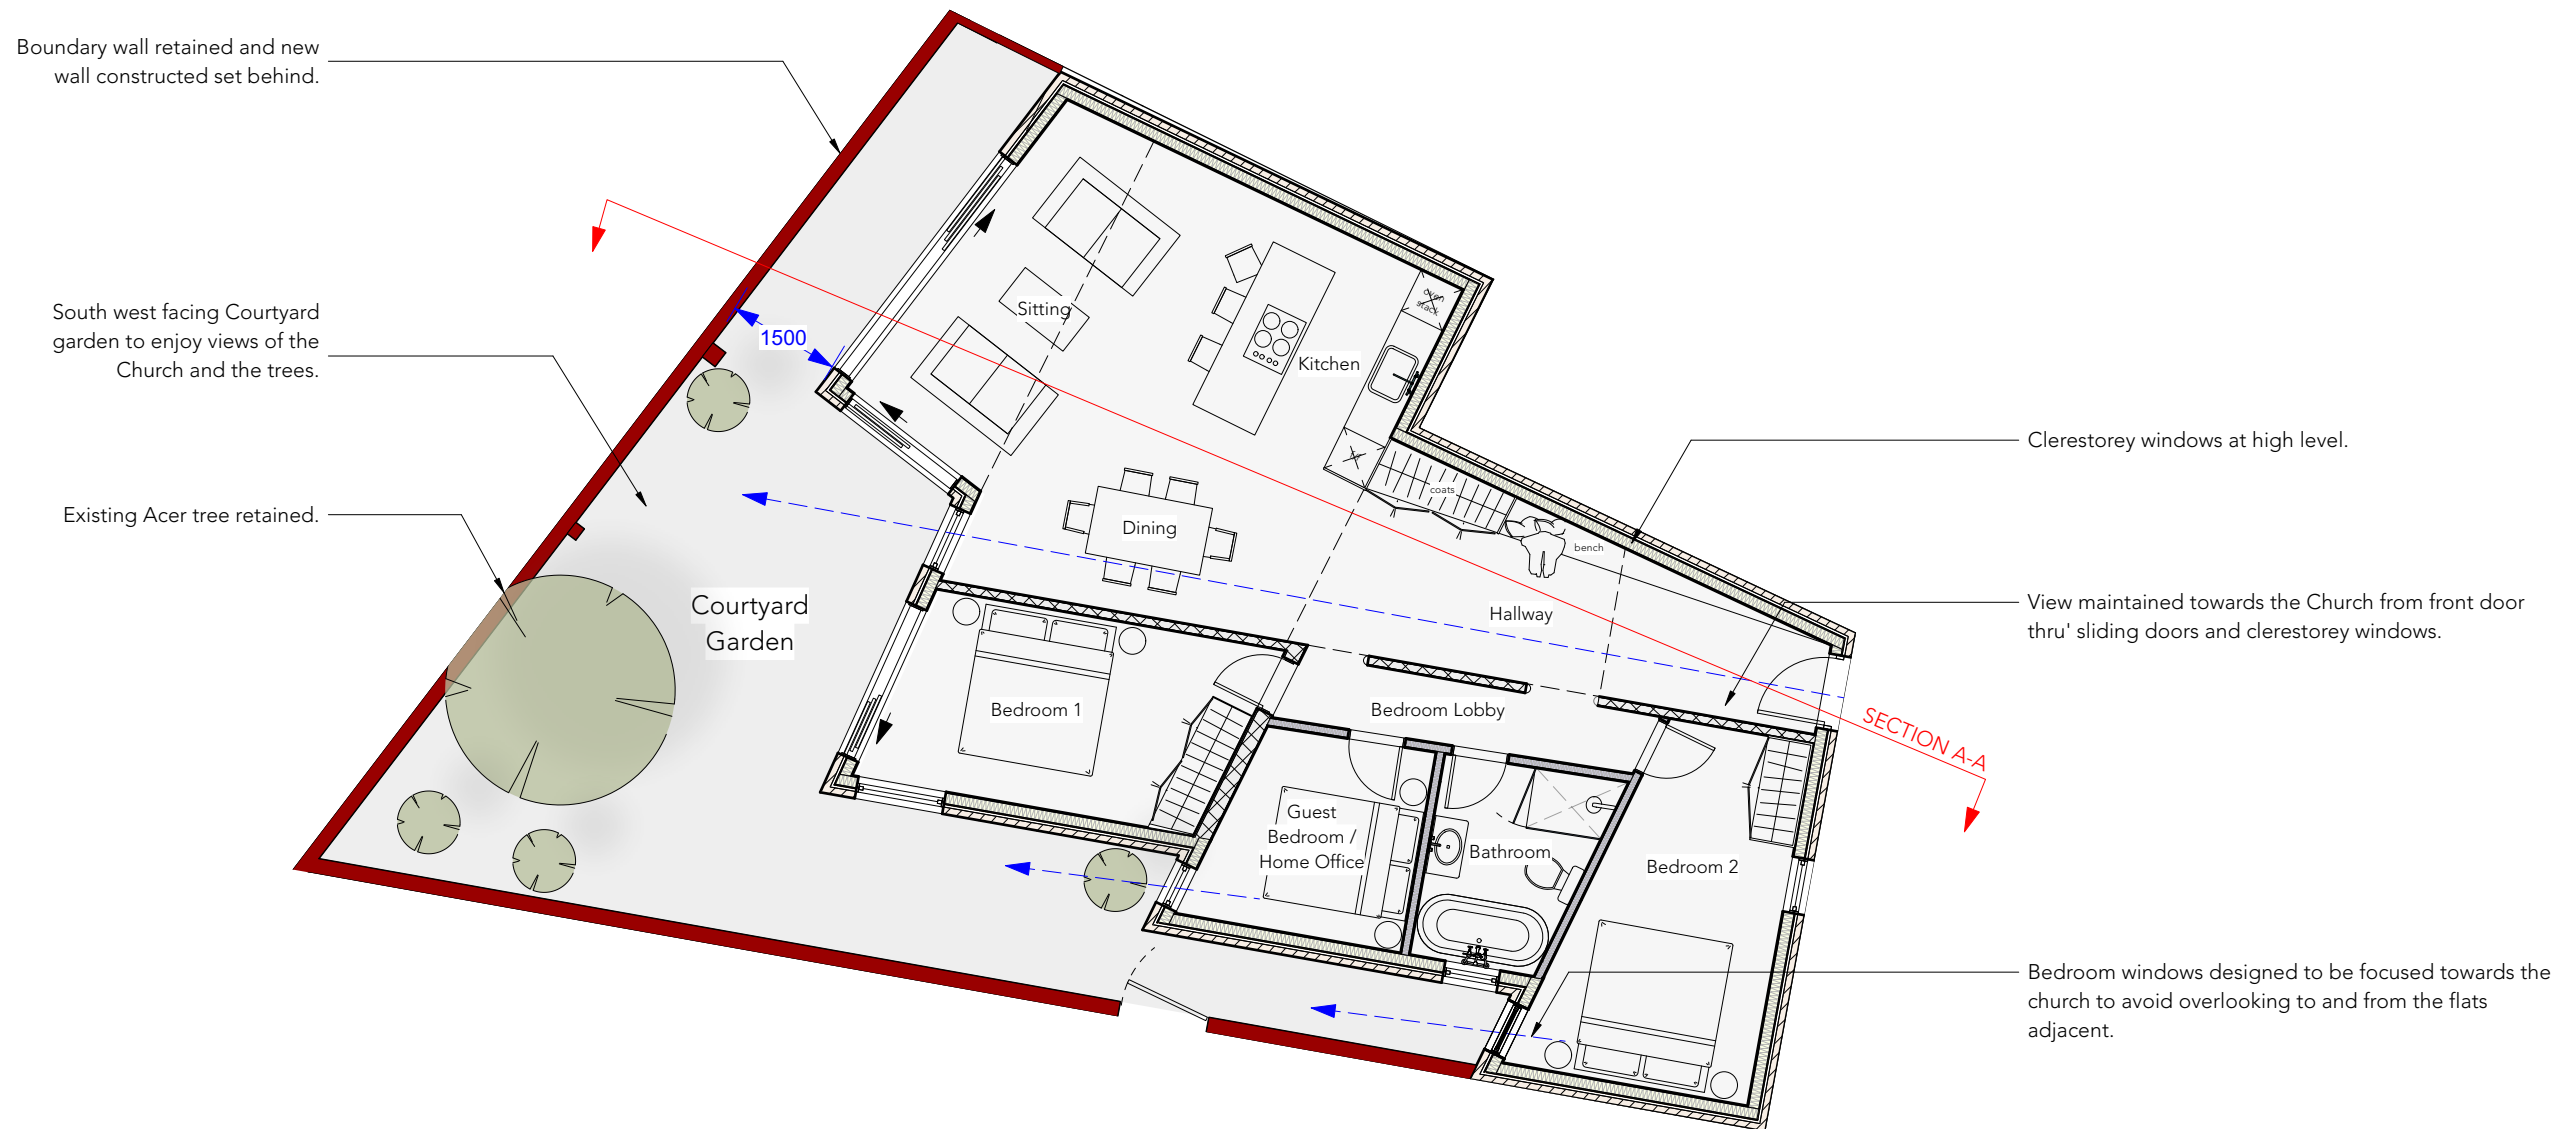 Boundary wall retained and new
wall constructed set behind.
South west facing Courtyard
garden to enjoy views of the
Church and the trees.
Existing Acer tree retained.
1500
Sitting
Kitchen
oven
stack
coats
bench
Dining
Hallway
Courtyard
Garden
Bedroom 1
Bedroom Lobby
Guest
Bedroom /
Home Office
Bathroom
Bedroom 2
SECTION A-A
Clerestorey windows at high level.
View maintained towards the Church from front door
thru' sliding doors and clerestorey windows.
Bedroom windows designed to be focused towards the
church to avoid overlooking to and from the flats
adjacent.